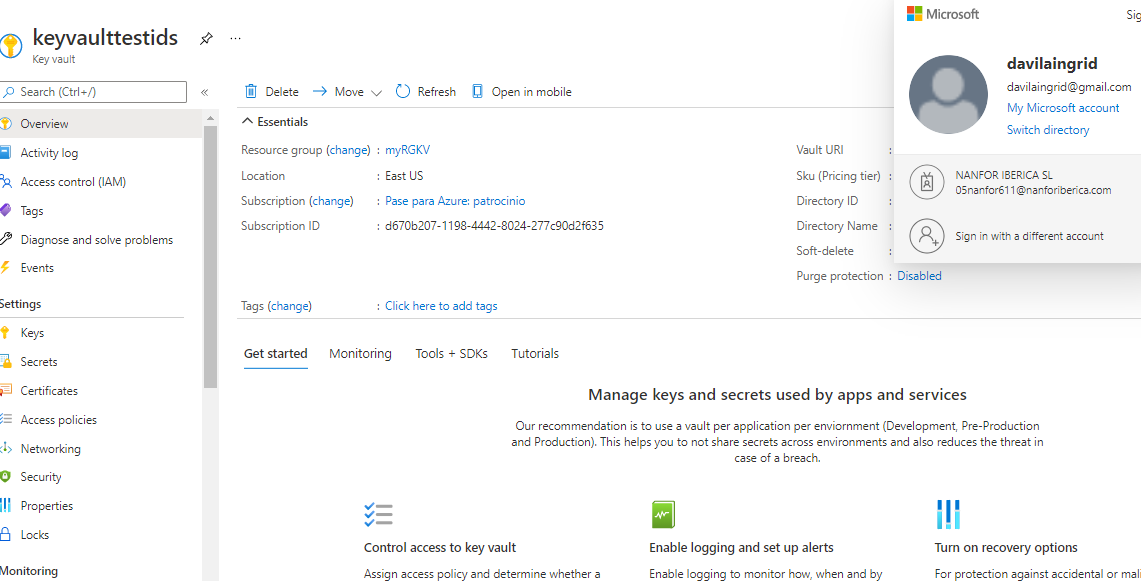 keyvaulttestids
Key vault
Search (Ctrl+/)
Overview
Activity log
Access control (IAM)
Tags
Diagnose and solve problems
Events
Settings
Keys
Secrets
Certificates
Access policies
Networking
Security
Properties
Locks
Monitoring
Delete
Move
Refresh
Open in mobile
Essentials
Resource group (change) : myRGKV
Location : East US
Subscription (change) : Pase para Azure: patrocinio
Subscription ID : d670b207-1198-4442-8024-277c90d2f635
Vault URI :
Sku (Pricing tier) :
Directory ID :
Directory Name :
Soft-delete :
Purge protection : Disabled
Tags (change) : Click here to add tags
Microsoft
davilaingrid
davilaingrid@gmail.com
My Microsoft account
Switch directory
NANFOR IBERICA SL
05nanfor611@nanforiberica.com
Sign in with a different account
Get started
Monitoring
Tools + SDKs
Tutorials
Manage keys and secrets used by apps and services
Our recommendation is to use a vault per application per enviornment (Development, Pre-Production
and Production). This helps you to not share secrets across environments and also reduces the threat in
case of a breach.
Control access to key vault
Assign access policy and determine whether a
Enable logging and set up alerts
Enable logging to monitor how, when and by
Turn on recovery options
For protection against accidental or